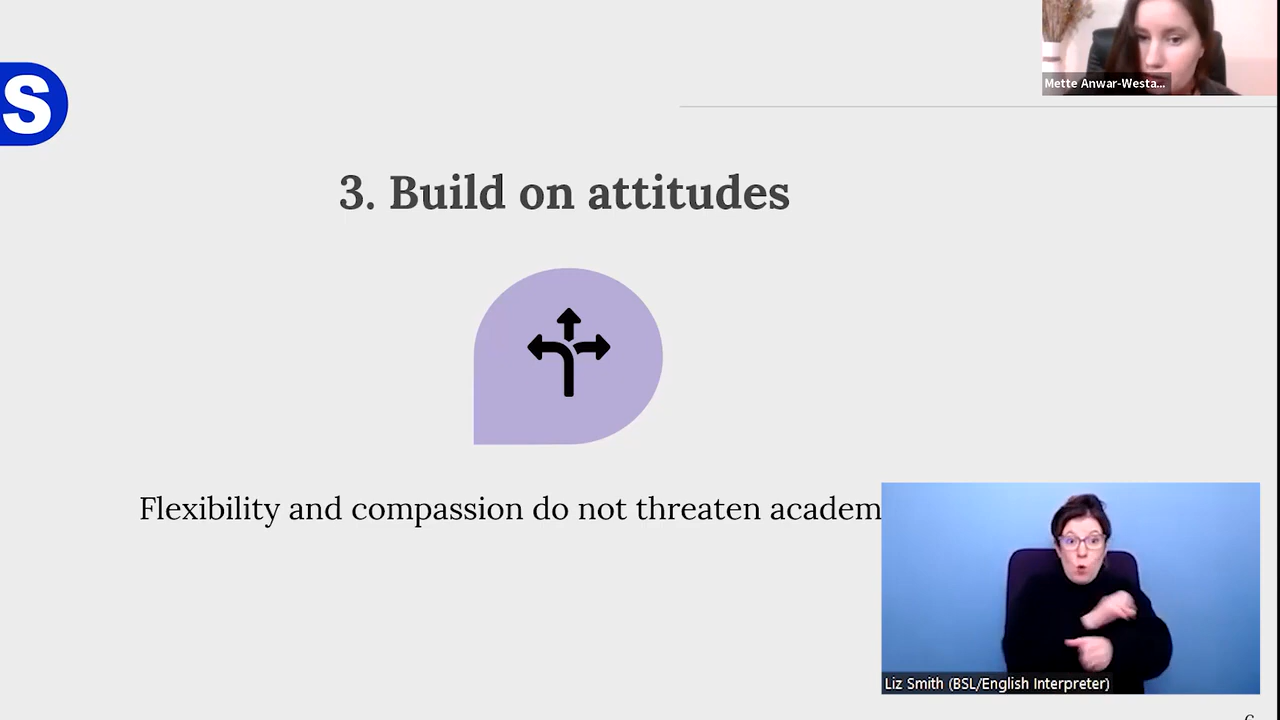 Mette Anwar-Westa...
S
3. Build on attitudes
Flexibility and compassion do not threaten academ
Liz Smith (BSL/English Interpreter)